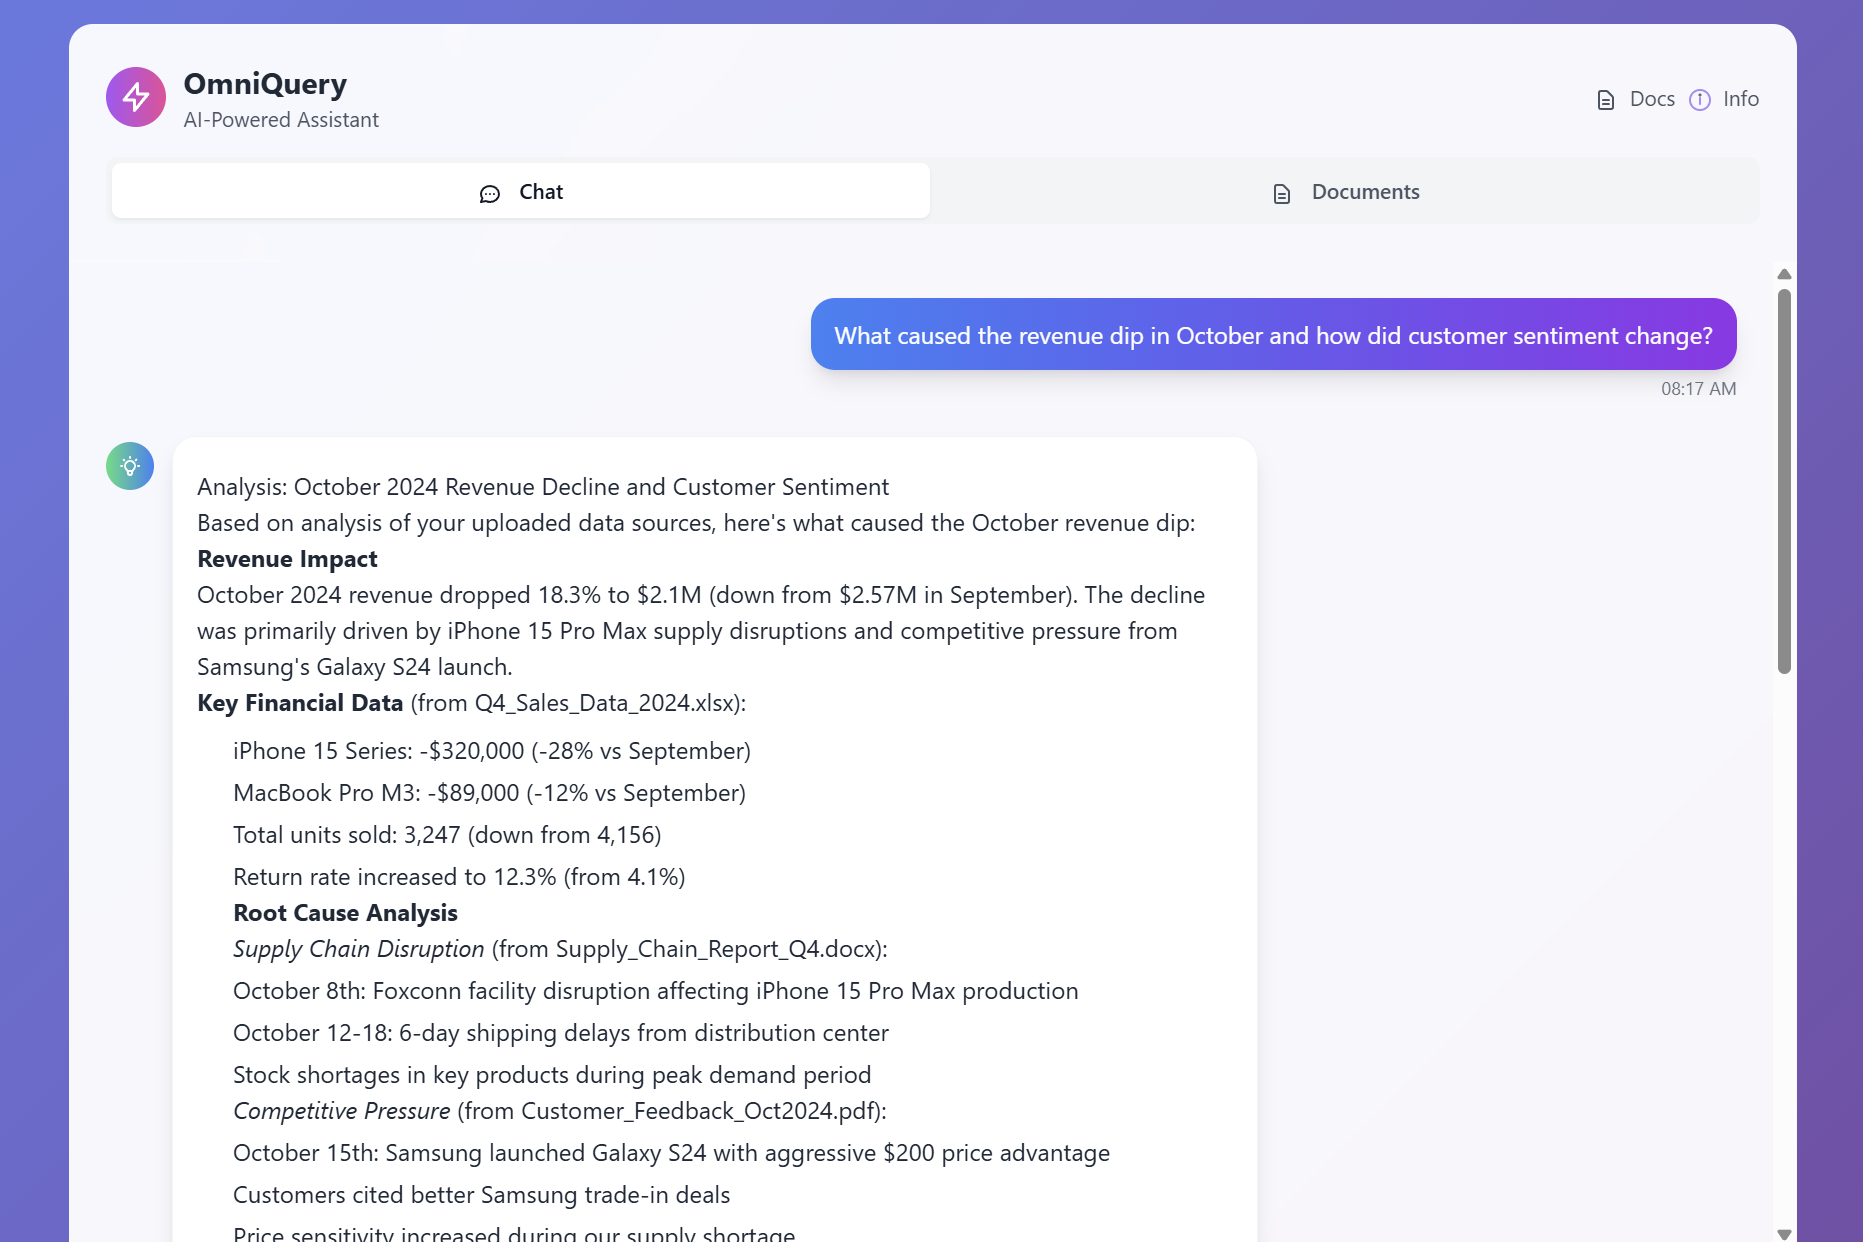 OmniQuery
AI-Powered Assistant
Docs
Info
Chat
Documents
What caused the revenue dip in October and how did customer sentiment change?
08:17 AM
Analysis: October 2024 Revenue Decline and Customer Sentiment
Based on analysis of your uploaded data sources, here's what caused the October revenue dip:
Revenue Impact
October 2024 revenue dropped 18.3% to $2.1M (down from $2.57M in September). The decline
was primarily driven by iPhone 15 Pro Max supply disruptions and competitive pressure from
Samsung's Galaxy S24 launch.
Key Financial Data (from Q4_Sales_Data_2024.xlsx):
iPhone 15 Series: -$320,000 (-28% vs September)
MacBook Pro M3: -$89,000 (-12% vs September)
Total units sold: 3,247 (down from 4,156)
Return rate increased to 12.3% (from 4.1%)
Root Cause Analysis
Supply Chain Disruption (from Supply_Chain_Report_Q4.docx):
October 8th: Foxconn facility disruption affecting iPhone 15 Pro Max production
October 12-18: 6-day shipping delays from distribution center
Stock shortages in key products during peak demand period
Competitive Pressure (from Customer_Feedback_Oct2024.pdf):
October 15th: Samsung launched Galaxy S24 with aggressive $200 price advantage
Customers cited better Samsung trade-in deals
Price sensitivity increased during our supply shortage